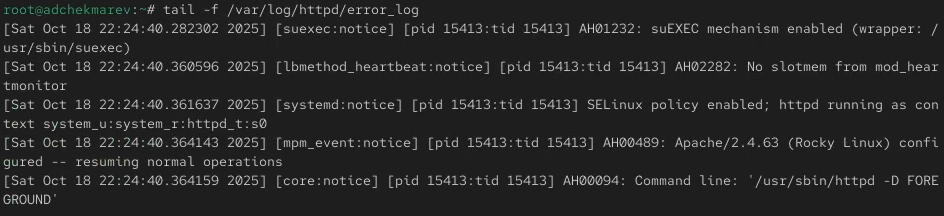 root@adchekmarev:~# tail -f /var/log/httpd/error_log
[Sat Oct 18 22:24:40.282302 2025] [suexec:notice] [pid 15413:tid 15413] AH01232: suEXEC mechanism enabled (wrapper: /
usr/sbin/suexec)
[Sat Oct 18 22:24:40.360596 2025] [lbmethod_heartbeat:notice] [pid 15413:tid 15413] AH02282: No slotmem from mod_hear
tmonitor
[Sat Oct 18 22:24:40.361637 2025] [systemd:notice] [pid 15413:tid 15413] SELinux policy enabled; httpd running as con
text system_u:system_r:httpd_t:s0
[Sat Oct 18 22:24:40.364143 2025] [mpm_event:notice] [pid 15413:tid 15413] AH00489: Apache/2.4.63 (Rocky Linux) confi
gured -- resuming normal operations
[Sat Oct 18 22:24:40.364159 2025] [core:notice] [pid 15413:tid 15413] AH00094: Command line: '/usr/sbin/httpd -D FORE
GROUND'